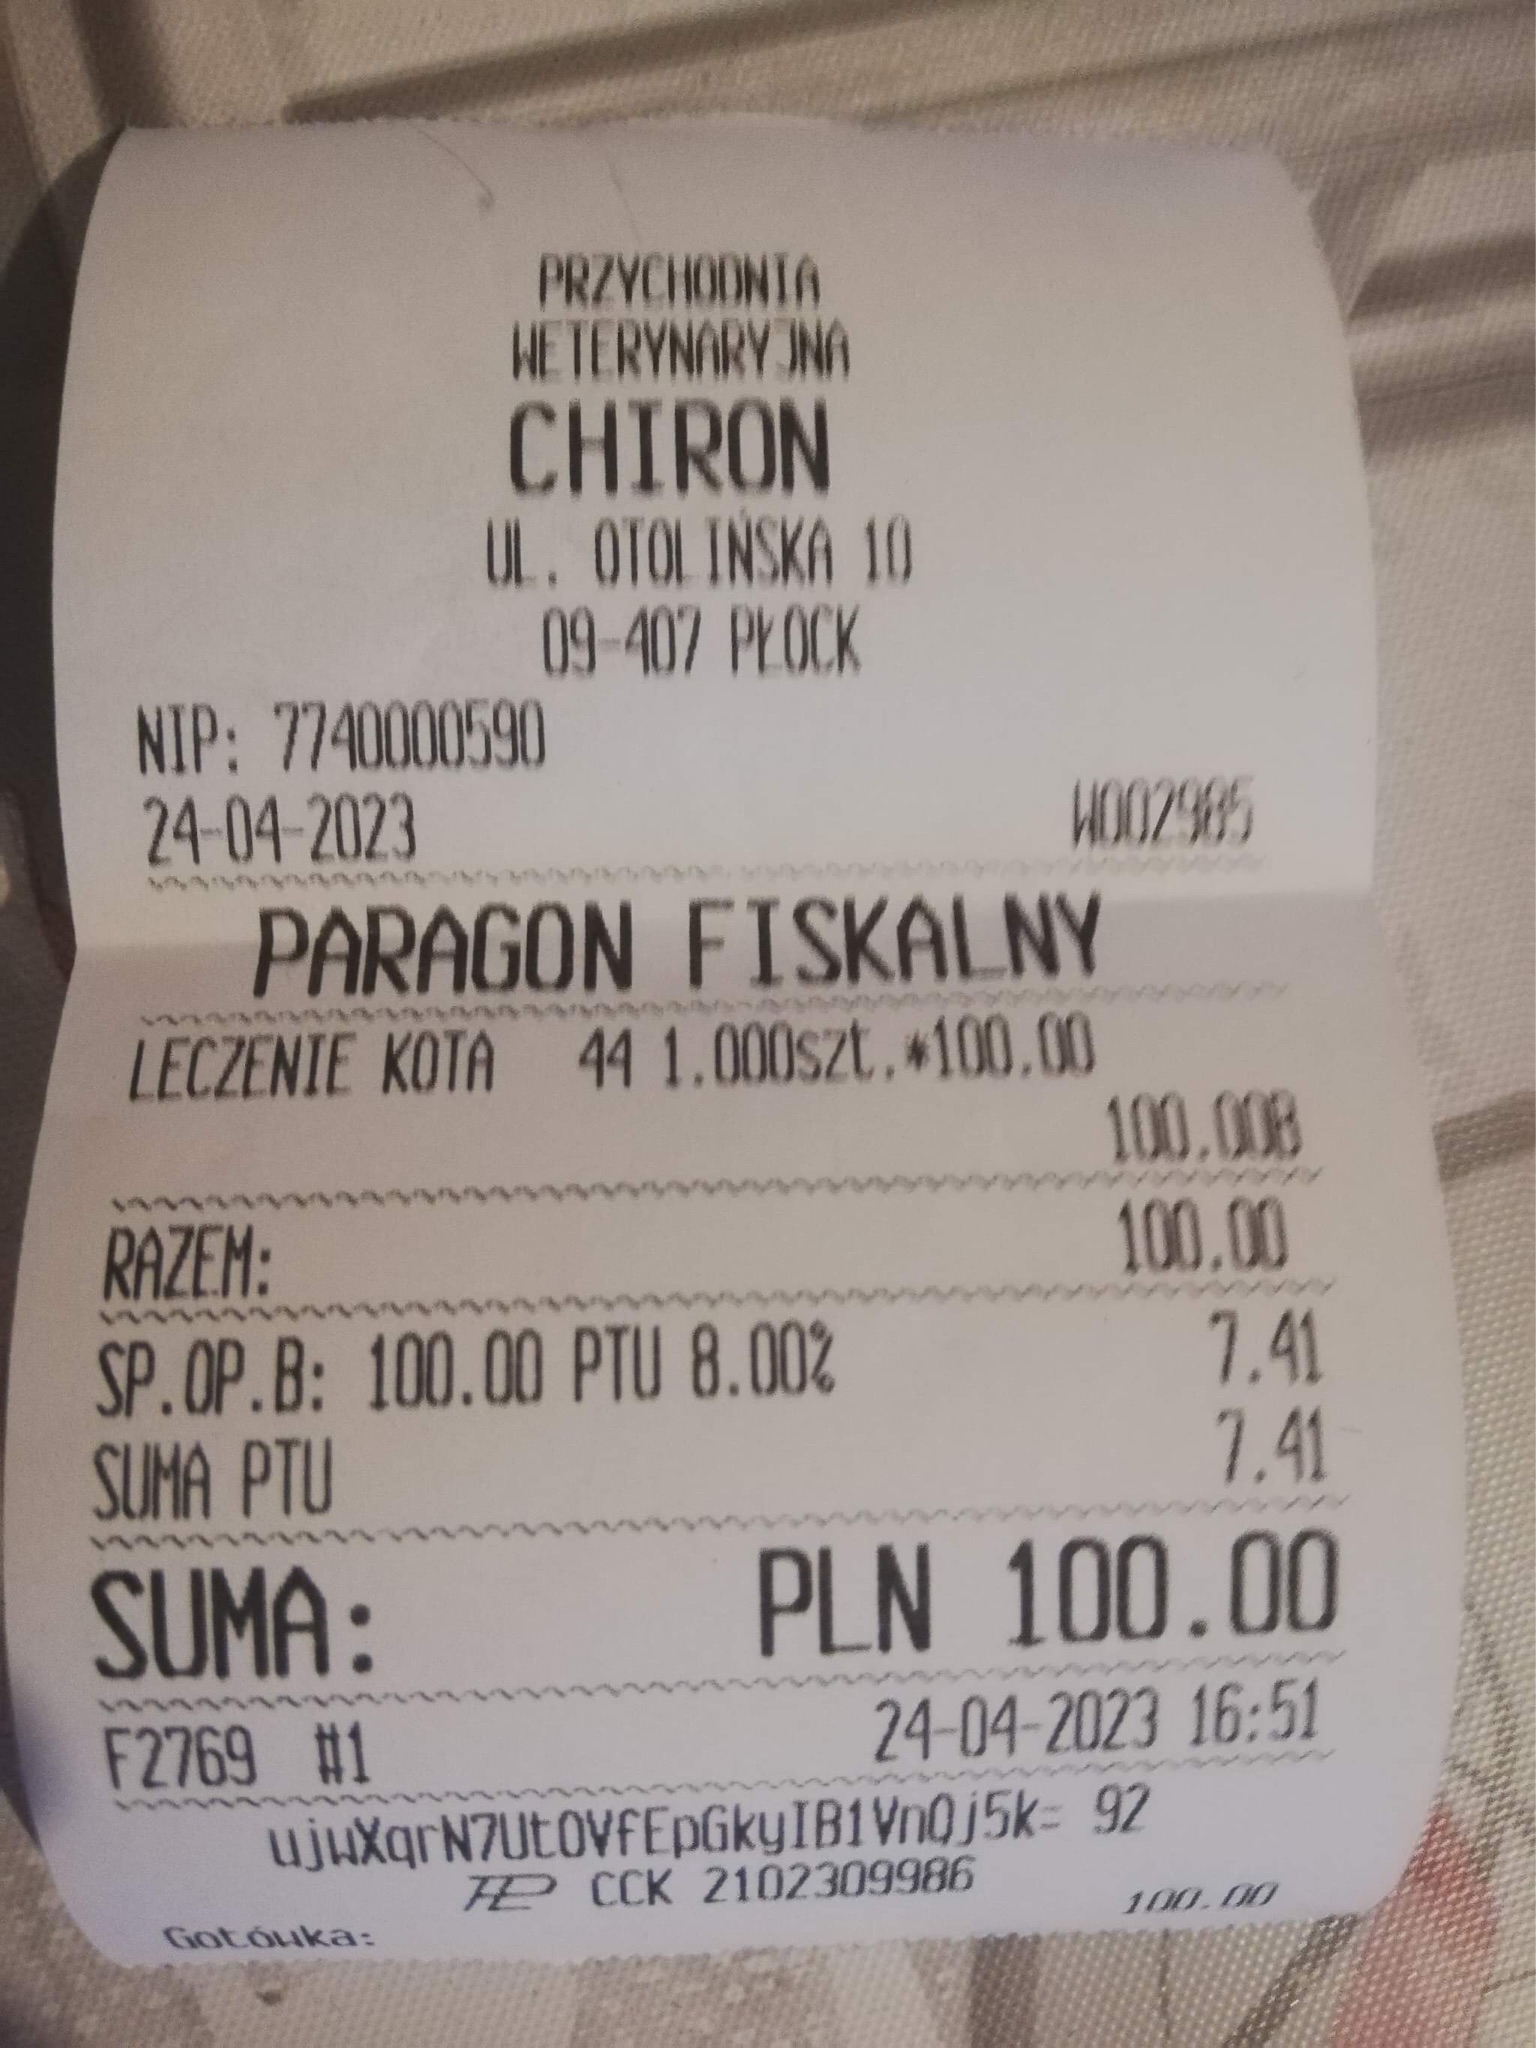 PRZYCHODNIA
WETERYNARYJNA
CHIRON
UL. OTOLIŃSKA 10
09-407 PŁOCK
NIP: 7740000590
24-04-2023 W002985
PARAGON FISKALNY
LECZENIE KOTA 44 1.000szt.*100.00
100.00B
RAZEM: 100.00
SP.OP.B: 100.00 PTU 8.00% 7.41
SUMA PTU 7.41
SUMA: PLN 100.00
F2769 #1 24-04-2023 16:51
ujwXqrN7UtOVfEpGkyIB1VnQj5k= 92
CCK 2102309986
Gotówka: 100.00